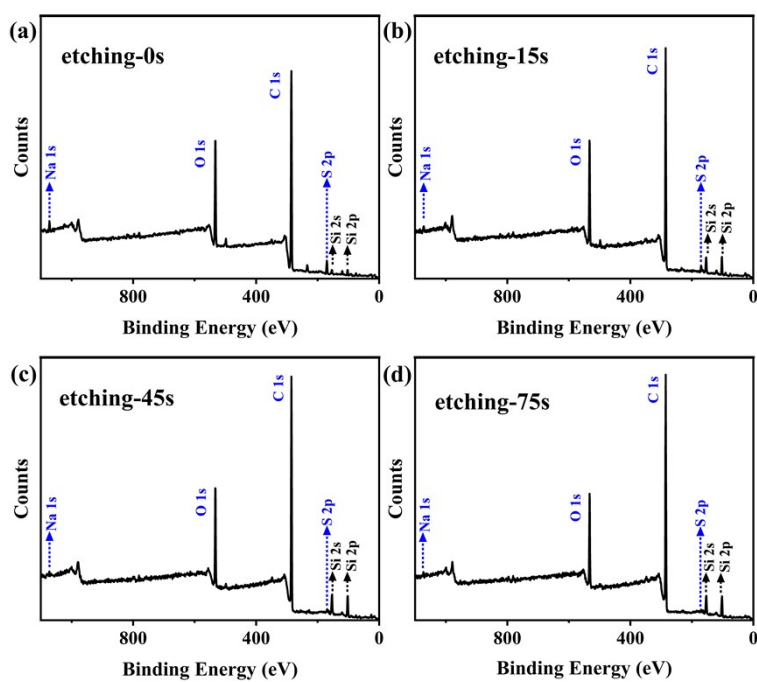 (a)
etching-0s
Na 1s
O 1s
C 1s
S 2p
Si 2s
Si 2p
Counts
800
400
0
Binding Energy (eV)
(b)
etching-15s
Na 1s
O 1s
C 1s
S 2p
Si 2s
Si 2p
Counts
800
400
0
Binding Energy (eV)
(c)
etching-45s
Na 1s
O 1s
C 1s
S 2p
Si 2s
Si 2p
Counts
800
400
0
Binding Energy (eV)
(d)
etching-75s
Na 1s
O 1s
C 1s
S 2p
Si 2s
Si 2p
Counts
800
400
0
Binding Energy (eV)